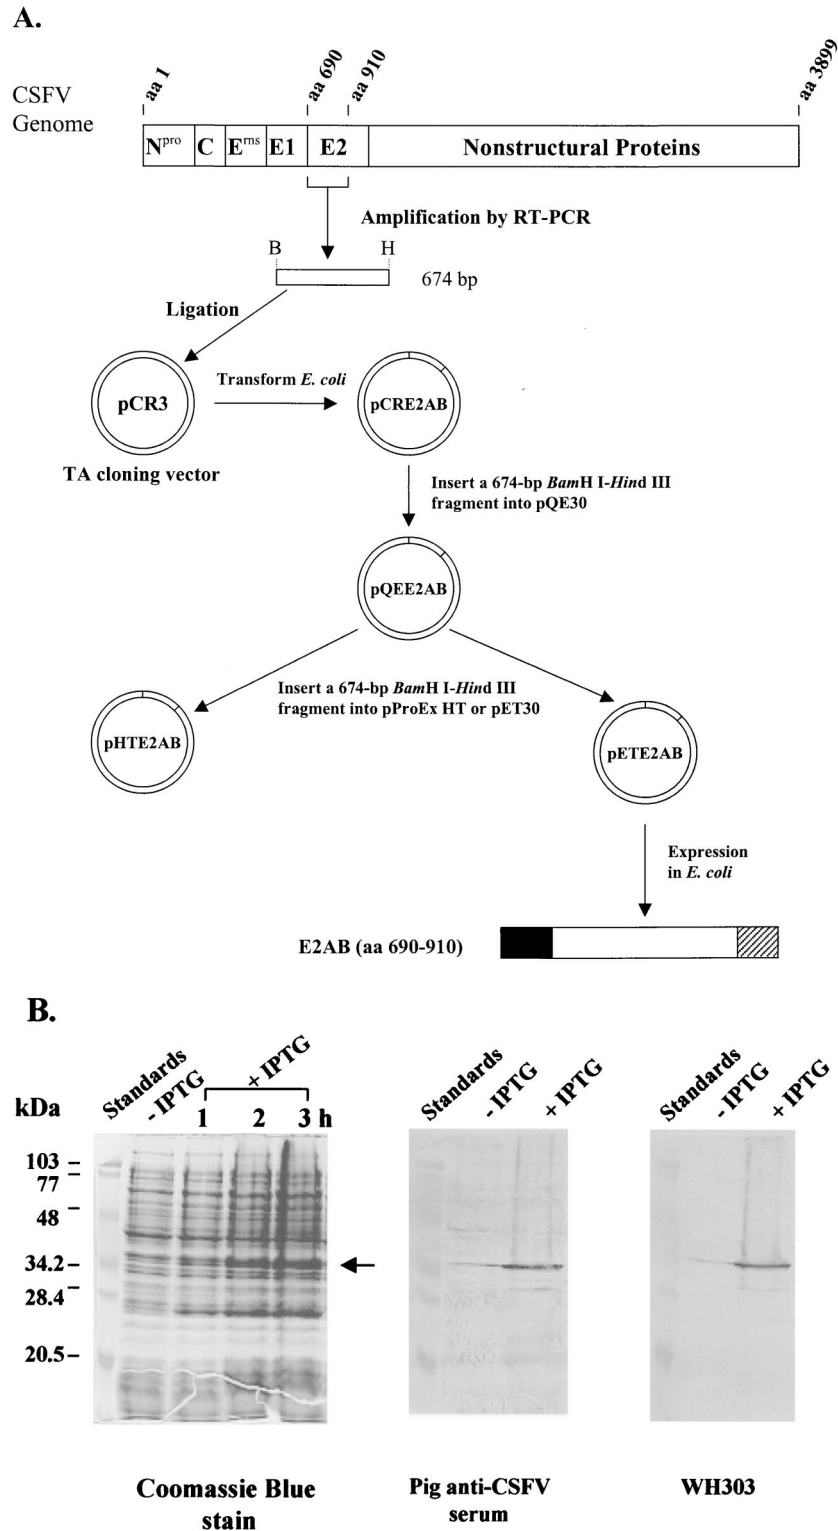 A.
CSFV
Genome
aa 1
aa 690
aa 910
aa 3899
N^pro C E^rns E1 E2 Nonstructural Proteins
Amplification by RT-PCR
B H
674 bp
Ligation
pCR3
Transform E. coli
pCRE2AB
TA cloning vector
Insert a 674-bp BamH I-Hind III
fragment into pQE30
pQEE2AB
Insert a 674-bp BamH I-Hind III
fragment into pProEx HT or pET30
pHTE2AB
pETE2AB
Expression
in E. coli
E2AB (aa 690-910)
B.
kDa
Standards
- IPTG
+ IPTG
1 2 3 h
103
77
48
34.2
28.4
20.5
Coomassie Blue
stain
Standards
- IPTG
+ IPTG
Pig anti-CSFV
serum
Standards
- IPTG
+ IPTG
WH303